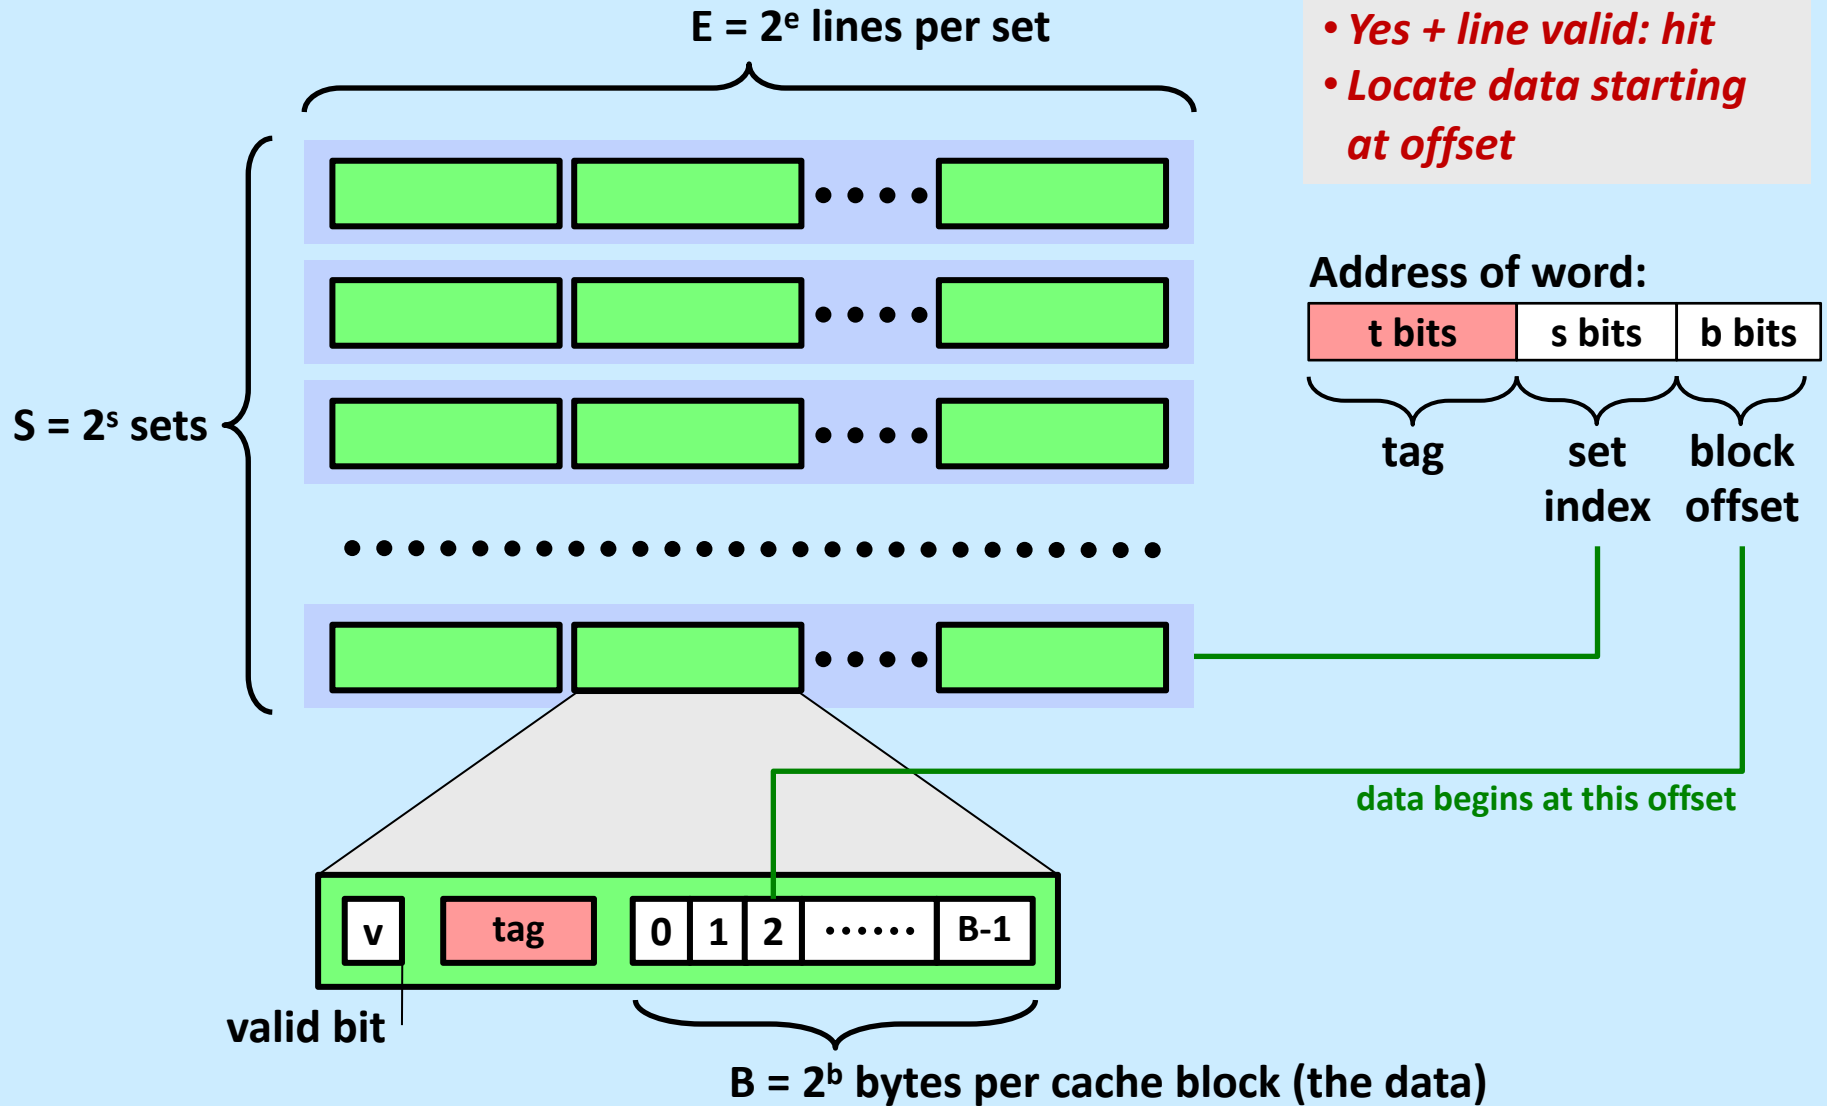 E = 2ᵉ lines per set
• Yes + line valid: hit
• Locate data starting
at offset
Address of word:
t bits s bits b bits
S = 2ˢ sets
tag set block
index offset
data begins at this offset
v tag 0 1 2 •••••• B-1
valid bit
B = 2ᵇ bytes per cache block (the data)